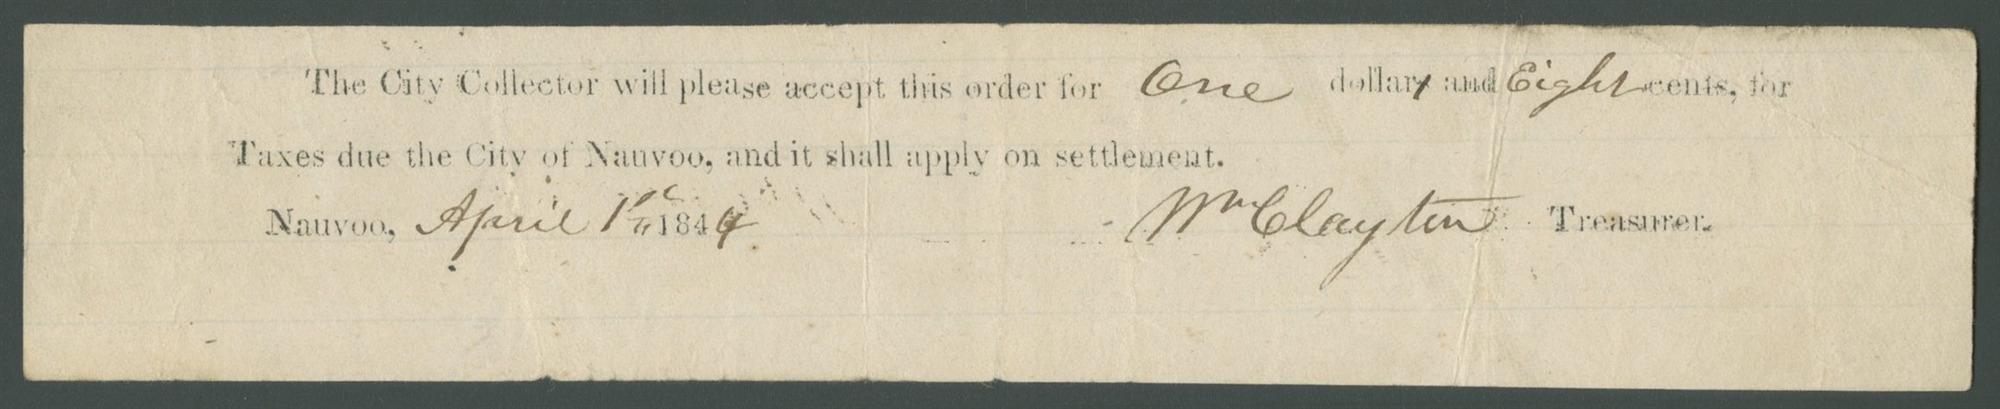 The City Collector will please accept this order for One dollar and Eight cents, for
Taxes due the City of Nauvoo, and it shall apply on settlement.
Nauvoo, April 1st 1844 Wm Clayton Treasurer.